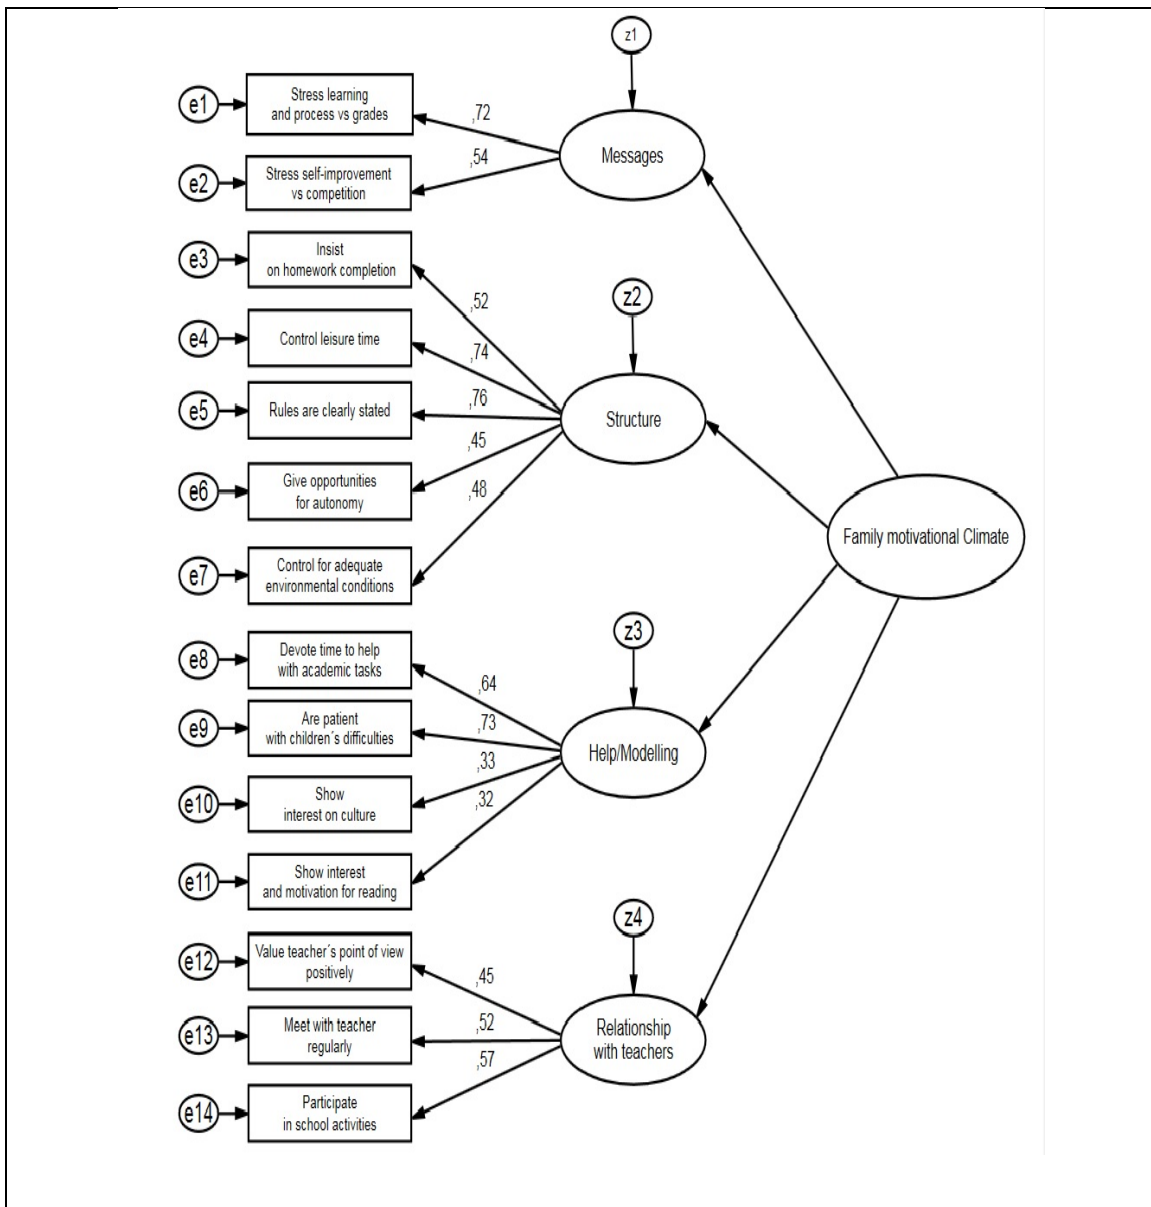 z1
e1
Stress learning
and process vs grades
,72
Messages
e2
Stress self-improvement
vs competition
,54
e3
Insist
on homework completion
,52
z2
e4
Control leisure time
,74
e5
Rules are clearly stated
,76
Structure
e6
Give opportunities
for autonomy
,45
e7
Control for adequate
environmental conditions
,48
Family motivational Climate
e8
Devote time to help
with academic tasks
,64
z3
e9
Are patient
with children´s difficulties
,73
Help/Modelling
e10
Show
interest on culture
,33
e11
Show interest
and motivation for reading
,32
z4
e12
Value teacher´s point of view
positively
,45
e13
Meet with teacher
regularly
,52
Relationship
with teachers
e14
Participate
in school activities
,57